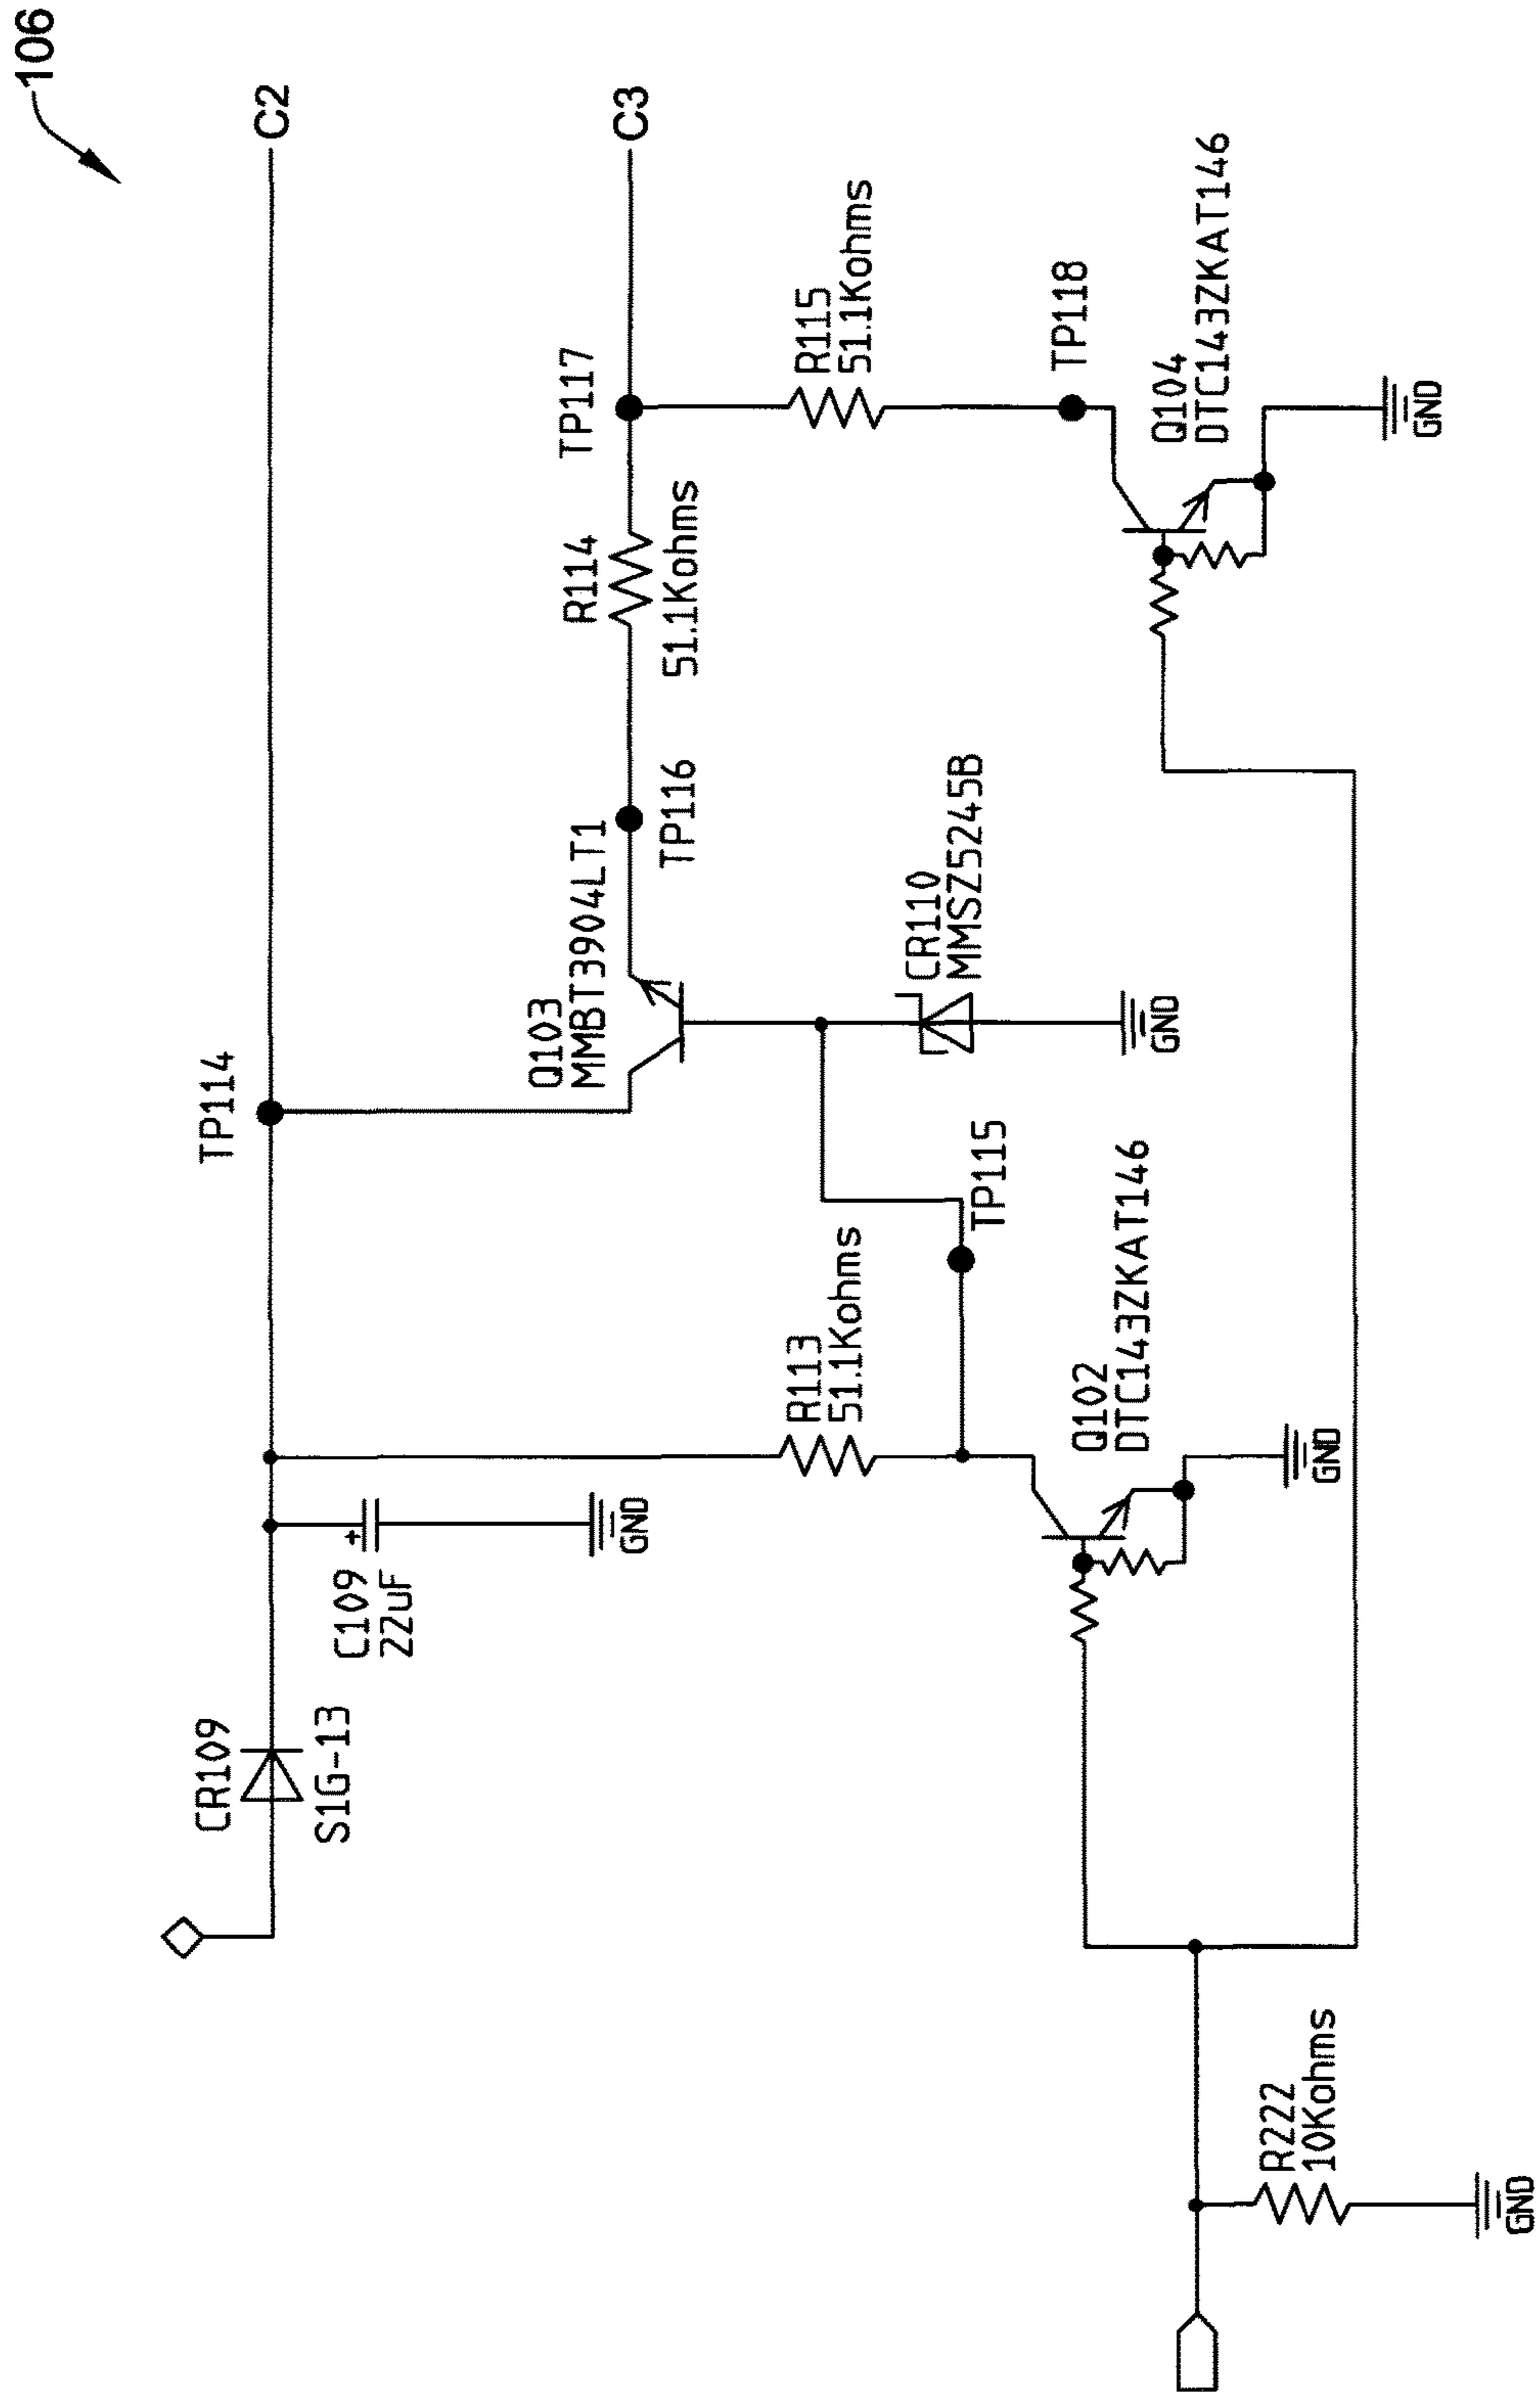 106
C2
C3
TP114
TP117
R115
51.1Kohms
TP118
Q104
DTC143ZKAT146
GND
R114
51.1Kohms
TP116
Q103
MMBT3904LT1
CR110
MMSZ5245B
GND
TP115
R113
51.1Kohms
Q102
DTC143ZKAT146
GND
+
C109
22uF
GND
CR109
S1G-13
R222
10Kohms
GND